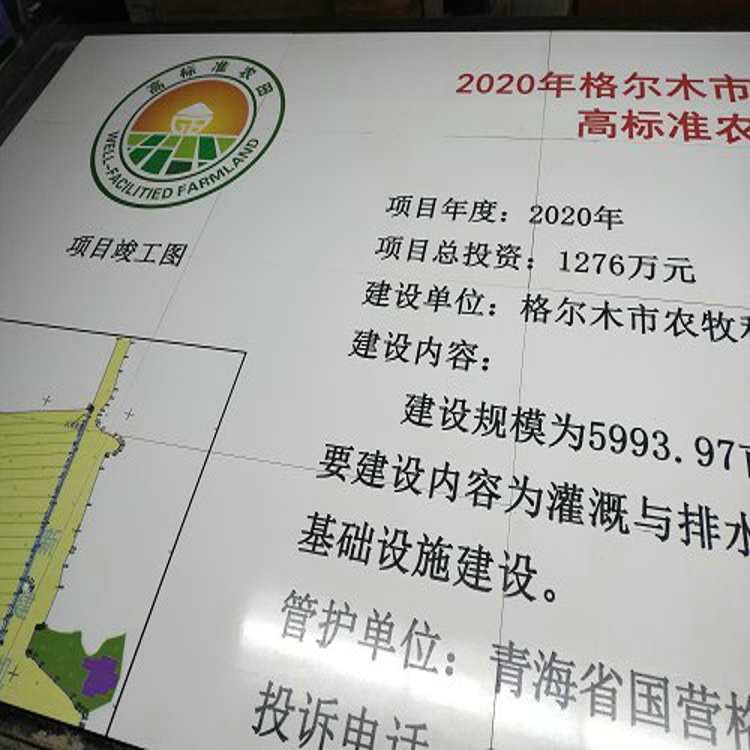 高标准农田
WELL-FACILITIED FARMLAND
项目竣工图
2020年格尔木市
高标准农
项目年度：2020年
项目总投资：1276万元
建设单位：格尔木市农牧
建设内容：
建设规模为5993.97
要建设内容为灌溉与排水
基础设施建设。
管护单位：青海省国营格
投诉电话